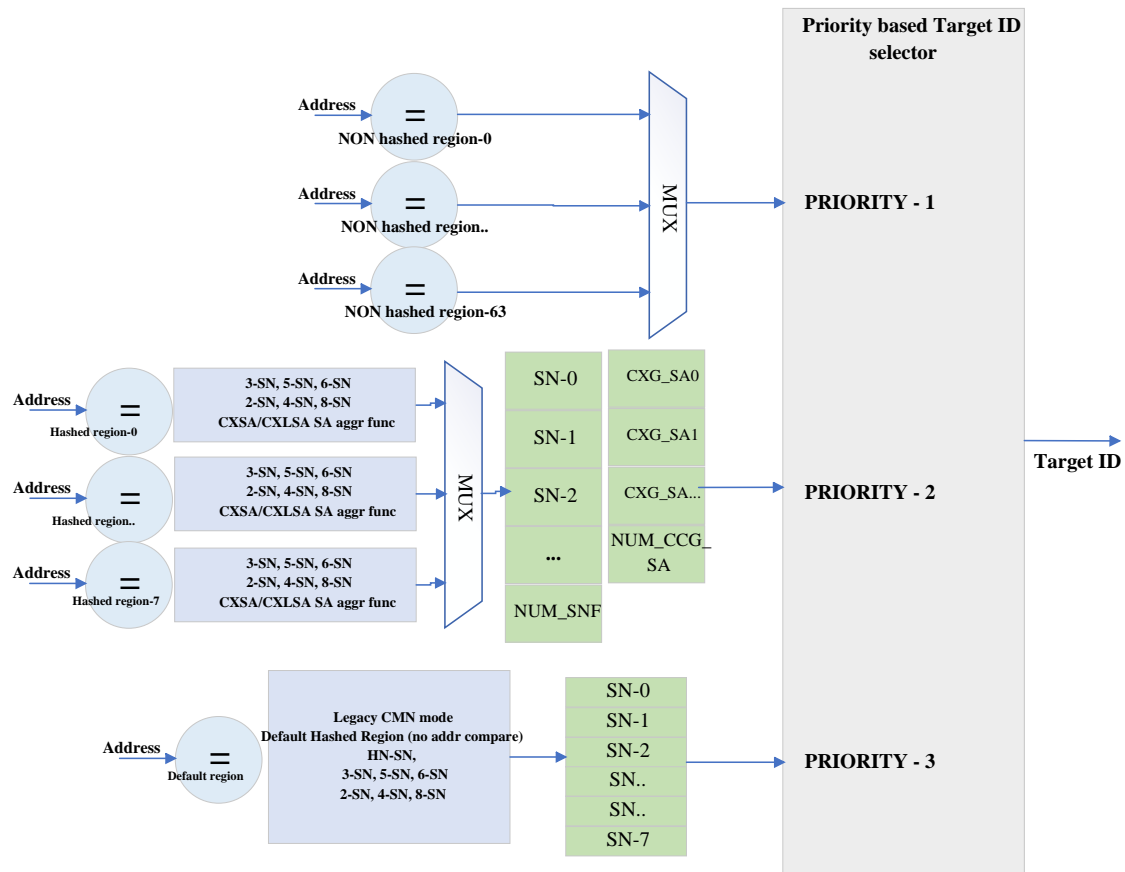 Priority based Target ID
selector
Address
=
NON hashed region-0
Address
=
NON hashed region..
Address
=
NON hashed region-63
MUX
PRIORITY - 1
Address
=
Hashed region-0
3-SN, 5-SN, 6-SN
2-SN, 4-SN, 8-SN
CXSA/CXLSA SA aggr func
Address
=
Hashed region..
3-SN, 5-SN, 6-SN
2-SN, 4-SN, 8-SN
CXSA/CXLSA SA aggr func
Address
=
Hashed region-7
3-SN, 5-SN, 6-SN
2-SN, 4-SN, 8-SN
CXSA/CXLSA SA aggr func
MUX
SN-0
SN-1
SN-2
...
NUM_SNF
CXG_SA0
CXG_SA1
CXG_SA...
NUM_CCG_
SA
PRIORITY - 2
Target ID
Address
=
Default region
Legacy CMN mode
Default Hashed Region (no addr compare)
HN-SN,
3-SN, 5-SN, 6-SN
2-SN, 4-SN, 8-SN
SN-0
SN-1
SN-2
SN..
SN..
SN-7
PRIORITY - 3